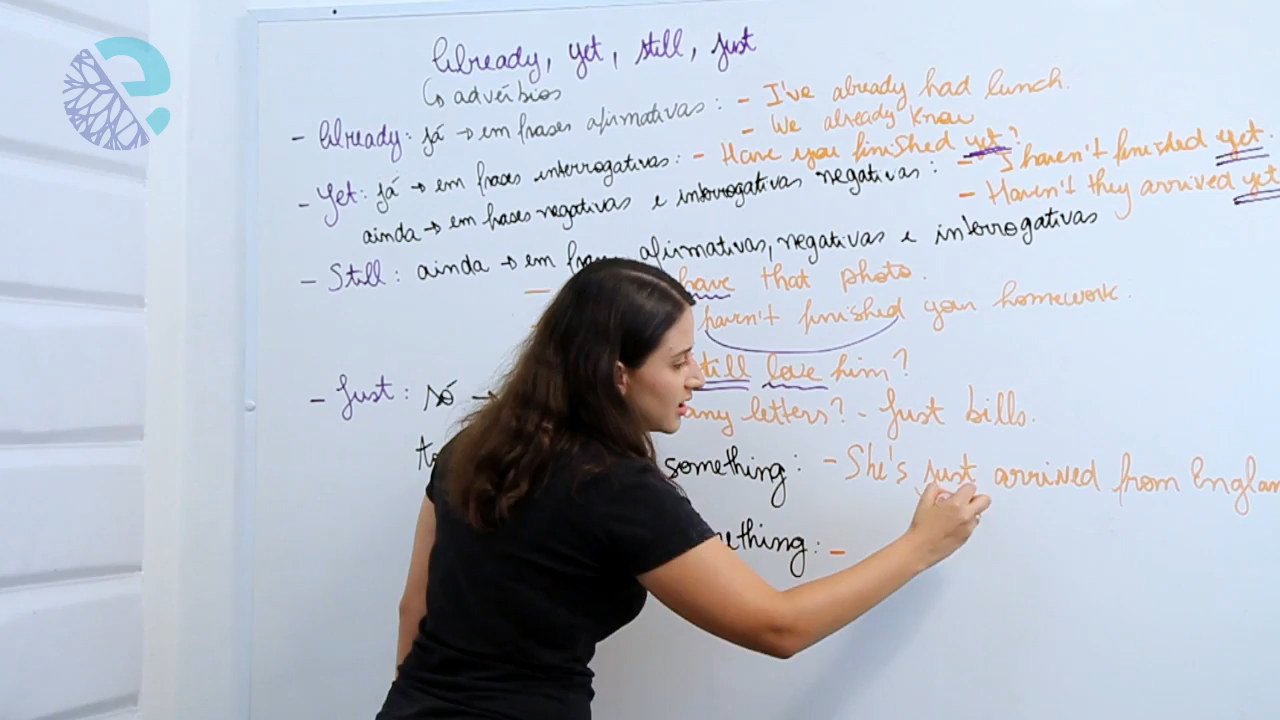 Already, yet, still, just
↳ advérbios
- Already: já → em frases afirmativas: - I've already had lunch.
- We already know
- Yet: já → em frases interrogativas: - Have you finished yet?
ainda → em frases negativas e interrogativas negativas: - I haven't finished yet.
- Haven't they arrived yet
- Still: ainda → em frases afirmativas, negativas e interrogativas
- have that photo.
haven't finished your homework.
still love him?
- Just: só →
any letters? - Just bills.
something: - She's just arrived from
: -